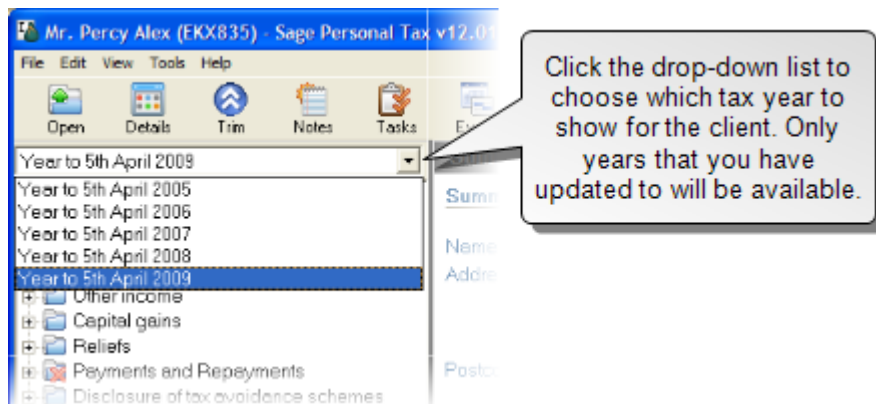 Mr. Percy Alex (EKX835) - Sage Personal Tax v12.01
File Edit View Tools Help
Open Details Trim Notes Tasks
Year to 5th April 2009
Year to 5th April 2005
Year to 5th April 2006
Year to 5th April 2007
Year to 5th April 2008
Year to 5th April 2009
Other income
Capital gains
Reliefs
Payments and Repayments
Disclosure of tax avoidance schemes
Summ
Name
Addre
Postc
Click the drop-down list to
choose which tax year to
show for the client. Only
years that you have
updated to will be available.